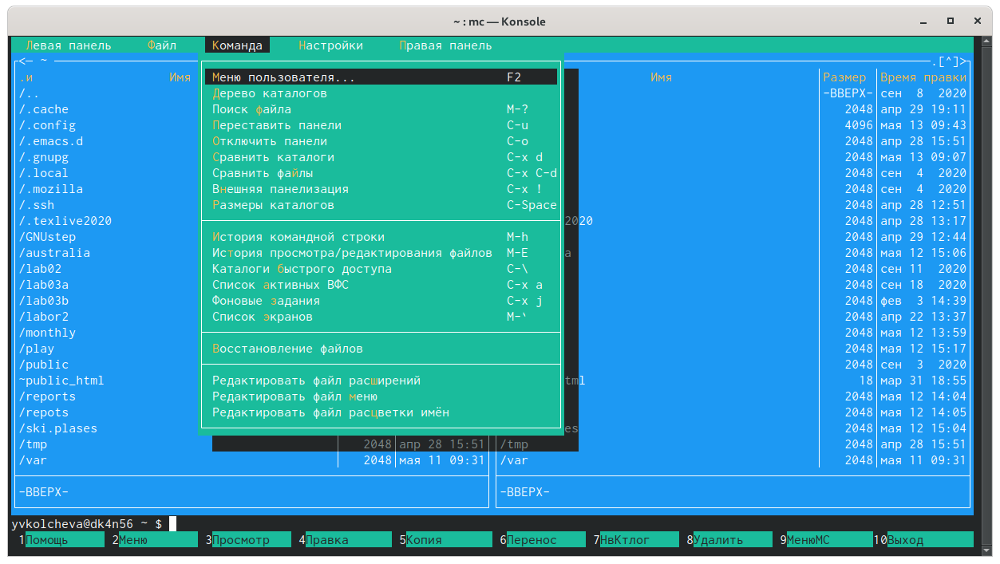 ~ : mc — Konsole
Левая панель Файл Команда Настройки Правая панель
<— ~ .[^]>
.и Имя Меню пользователя... F2 Имя Размер Время правки
/.. Дерево каталогов -ВВЕРХ- сен 8 2020
/.cache Поиск файла M-? 2048 апр 29 19:11
/.config Переставить панели C-u 4096 мая 13 09:43
/.emacs.d Отключить панели C-o 2048 апр 28 15:51
/.gnupg Сравнить каталоги C-x d 2048 мая 13 09:07
/.local Сравнить файлы C-x C-d 2048 сен 4 2020
/.mozilla Внешняя панелизация C-x ! 2048 сен 4 2020
/.ssh Размеры каталогов C-Space 2048 апр 28 12:51
/.texlive2020 2020 2048 апр 28 13:17
/GNUstep История командной строки M-h 2048 апр 29 12:44
/australia История просмотра/редактирования файлов M-E a 2048 мая 12 15:06
/lab02 Каталоги быстрого доступа C-\ 2048 сен 11 2020
/lab03a Список активных ВФС C-x a 2048 сен 18 2020
/lab03b Фоновые задания C-x j 2048 фев 3 14:39
/labor2 Список экранов M-` 2048 апр 22 13:37
/monthly 2048 мая 12 13:59
/play Восстановление файлов 2048 мая 12 15:17
/public 2048 сен 3 2020
~public_html Редактировать файл расширений tml 18 мар 31 18:55
/reports Редактировать файл меню 2048 мая 12 14:04
/repots Редактировать файл расцветки имён 2048 мая 12 14:05
/ski.plases es 2048 мая 12 15:04
/tmp 2048 апр 28 15:51 /tmp 2048 апр 28 15:51
/var 2048 мая 11 09:31 /var 2048 мая 11 09:31
-ВВЕРХ- -ВВЕРХ-
yvkolcheva@dk4n56 ~ $
1Помощь 2Меню 3Просмотр 4Правка 5Копия 6Перенос 7НвКтлог 8Удалить 9МенюМС 10Выход